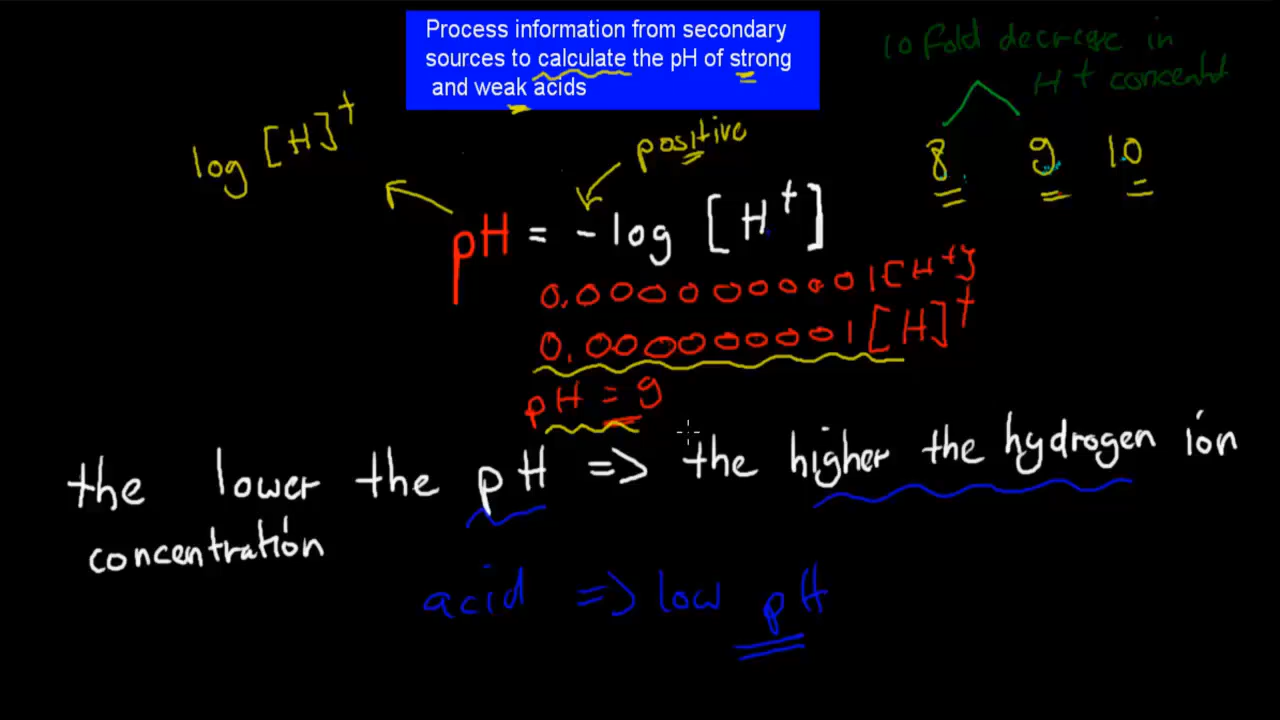 Process information from secondary
sources to calculate the pH of strong
and weak acids
10 fold decrease in
H+ concentrat
log [H]+
positive
8 9 10
pH = -log [H+]
0,0000000001[H+]
0,000000001[H]+
pH = 9
the lower the pH => the higher the hydrogen ion
concentration
acid => low pH